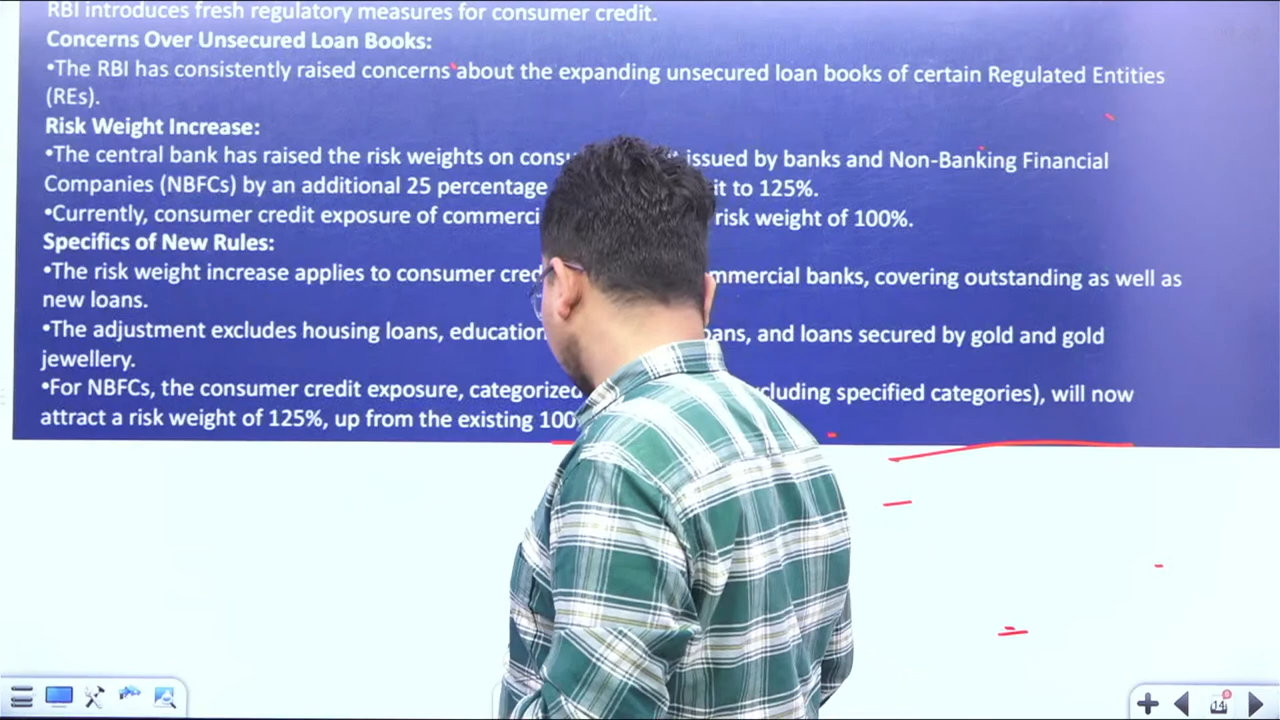 RBI introduces fresh regulatory measures for consumer credit.
Concerns Over Unsecured Loan Books:
•The RBI has consistently raised concerns about the expanding unsecured loan books of certain Regulated Entities
(REs).
Risk Weight Increase:
•The central bank has raised the risk weights on issued by banks and Non-Banking Financial
Companies (NBFCs) by an additional 25 percentage it to 125%.
•Currently, consumer credit exposure of risk weight of 100%.
Specifics of New Rules:
•The risk weight increase applies to consumer banks, covering outstanding as well as
new loans.
•The adjustment excludes housing loans, education and loans secured by gold and gold
jewellery.
•For NBFCs, the consumer credit exposure, categorized specified categories), will now
attract a risk weight of 125%, up from the existing 100
14